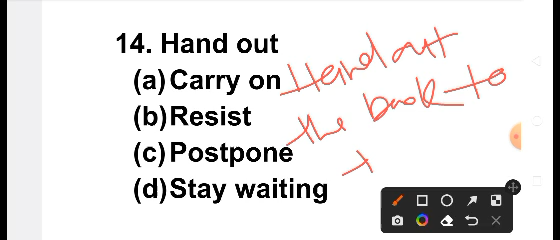 14. Hand out
(a) Carry on
(b) Resist
(c) Postpone
(d) Stay waiting
Hand out
the book to
t